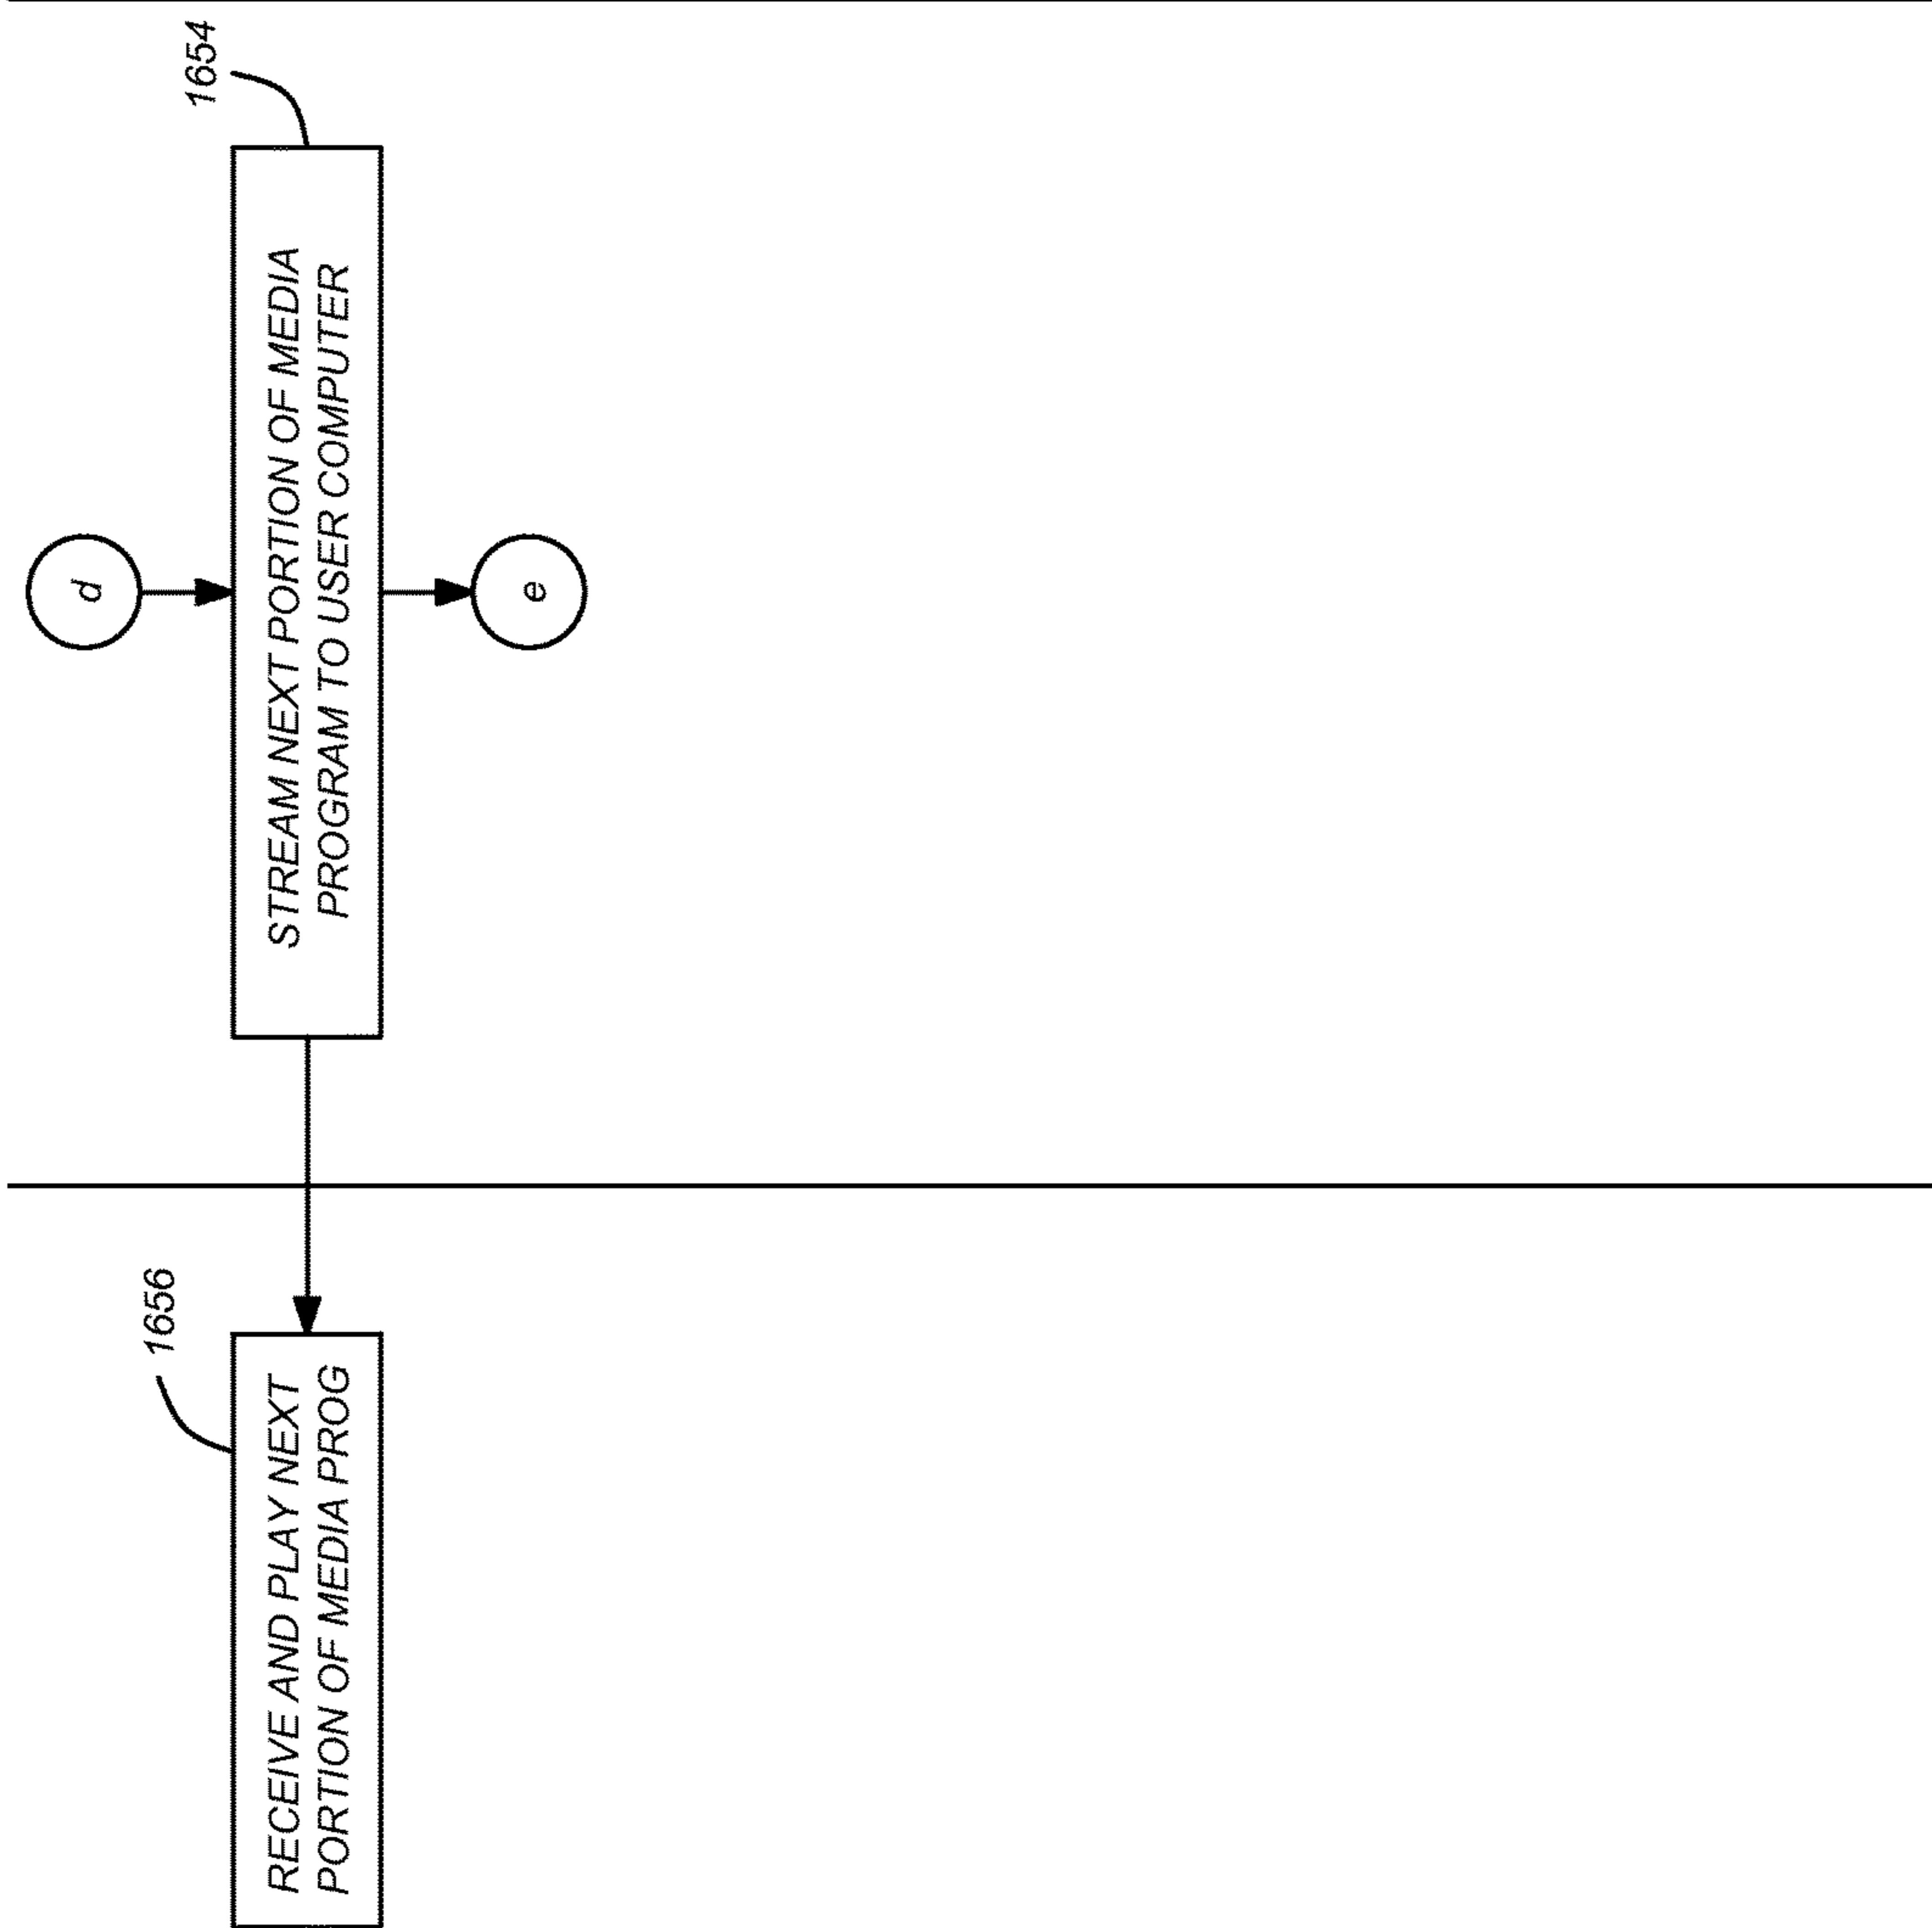 d
1656
RECEIVE AND PLAY NEXT
PORTION OF MEDIA PROG
1654
STREAM NEXT PORTION OF MEDIA
PROGRAM TO USER COMPUTER
e